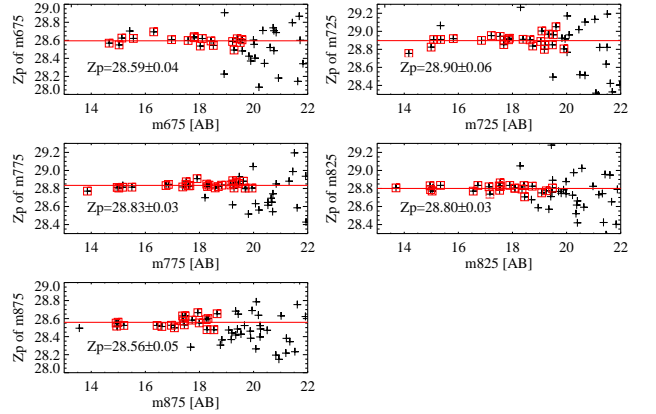 29.0
28.8
28.6
28.4
28.2
28.0
Zp of m675
Zp=28.59±0.04
14 16 18 20 22
m675 [AB]
29.2
29.0
28.8
28.6
28.4
Zp of m725
Zp=28.90±0.06
14 16 18 20 22
m725 [AB]
29.2
29.0
28.8
28.6
28.4
Zp of m775
Zp=28.83±0.03
14 16 18 20 22
m775 [AB]
29.2
29.0
28.8
28.6
28.4
Zp of m825
Zp=28.80±0.03
14 16 18 20 22
m825 [AB]
29.0
28.8
28.6
28.4
28.2
28.0
Zp of m875
Zp=28.56±0.05
14 16 18 20 22
m875 [AB]